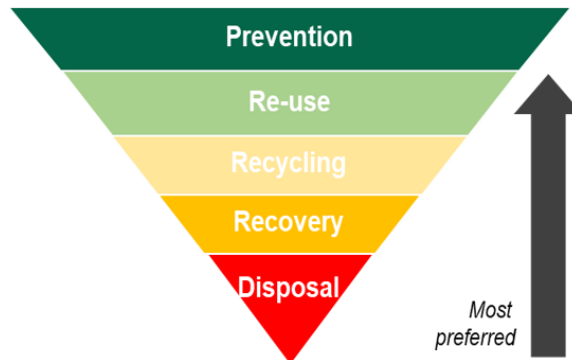 Prevention
Re-use
Recycling
Recovery
Disposal
Most
preferred